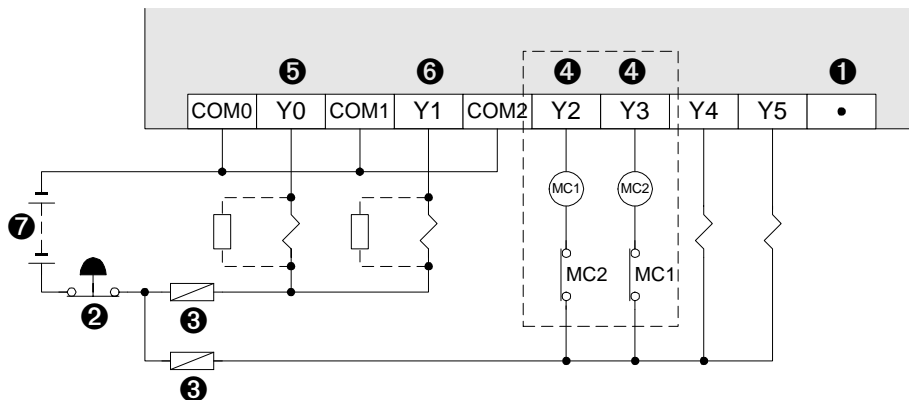 ❺ ❻ ❹ ❹ ❶
COM0 Y0 COM1 Y1 COM2 Y2 Y3 Y4 Y5 •
MC1 MC2
❼
MC2 MC1
❷ ❸
❸